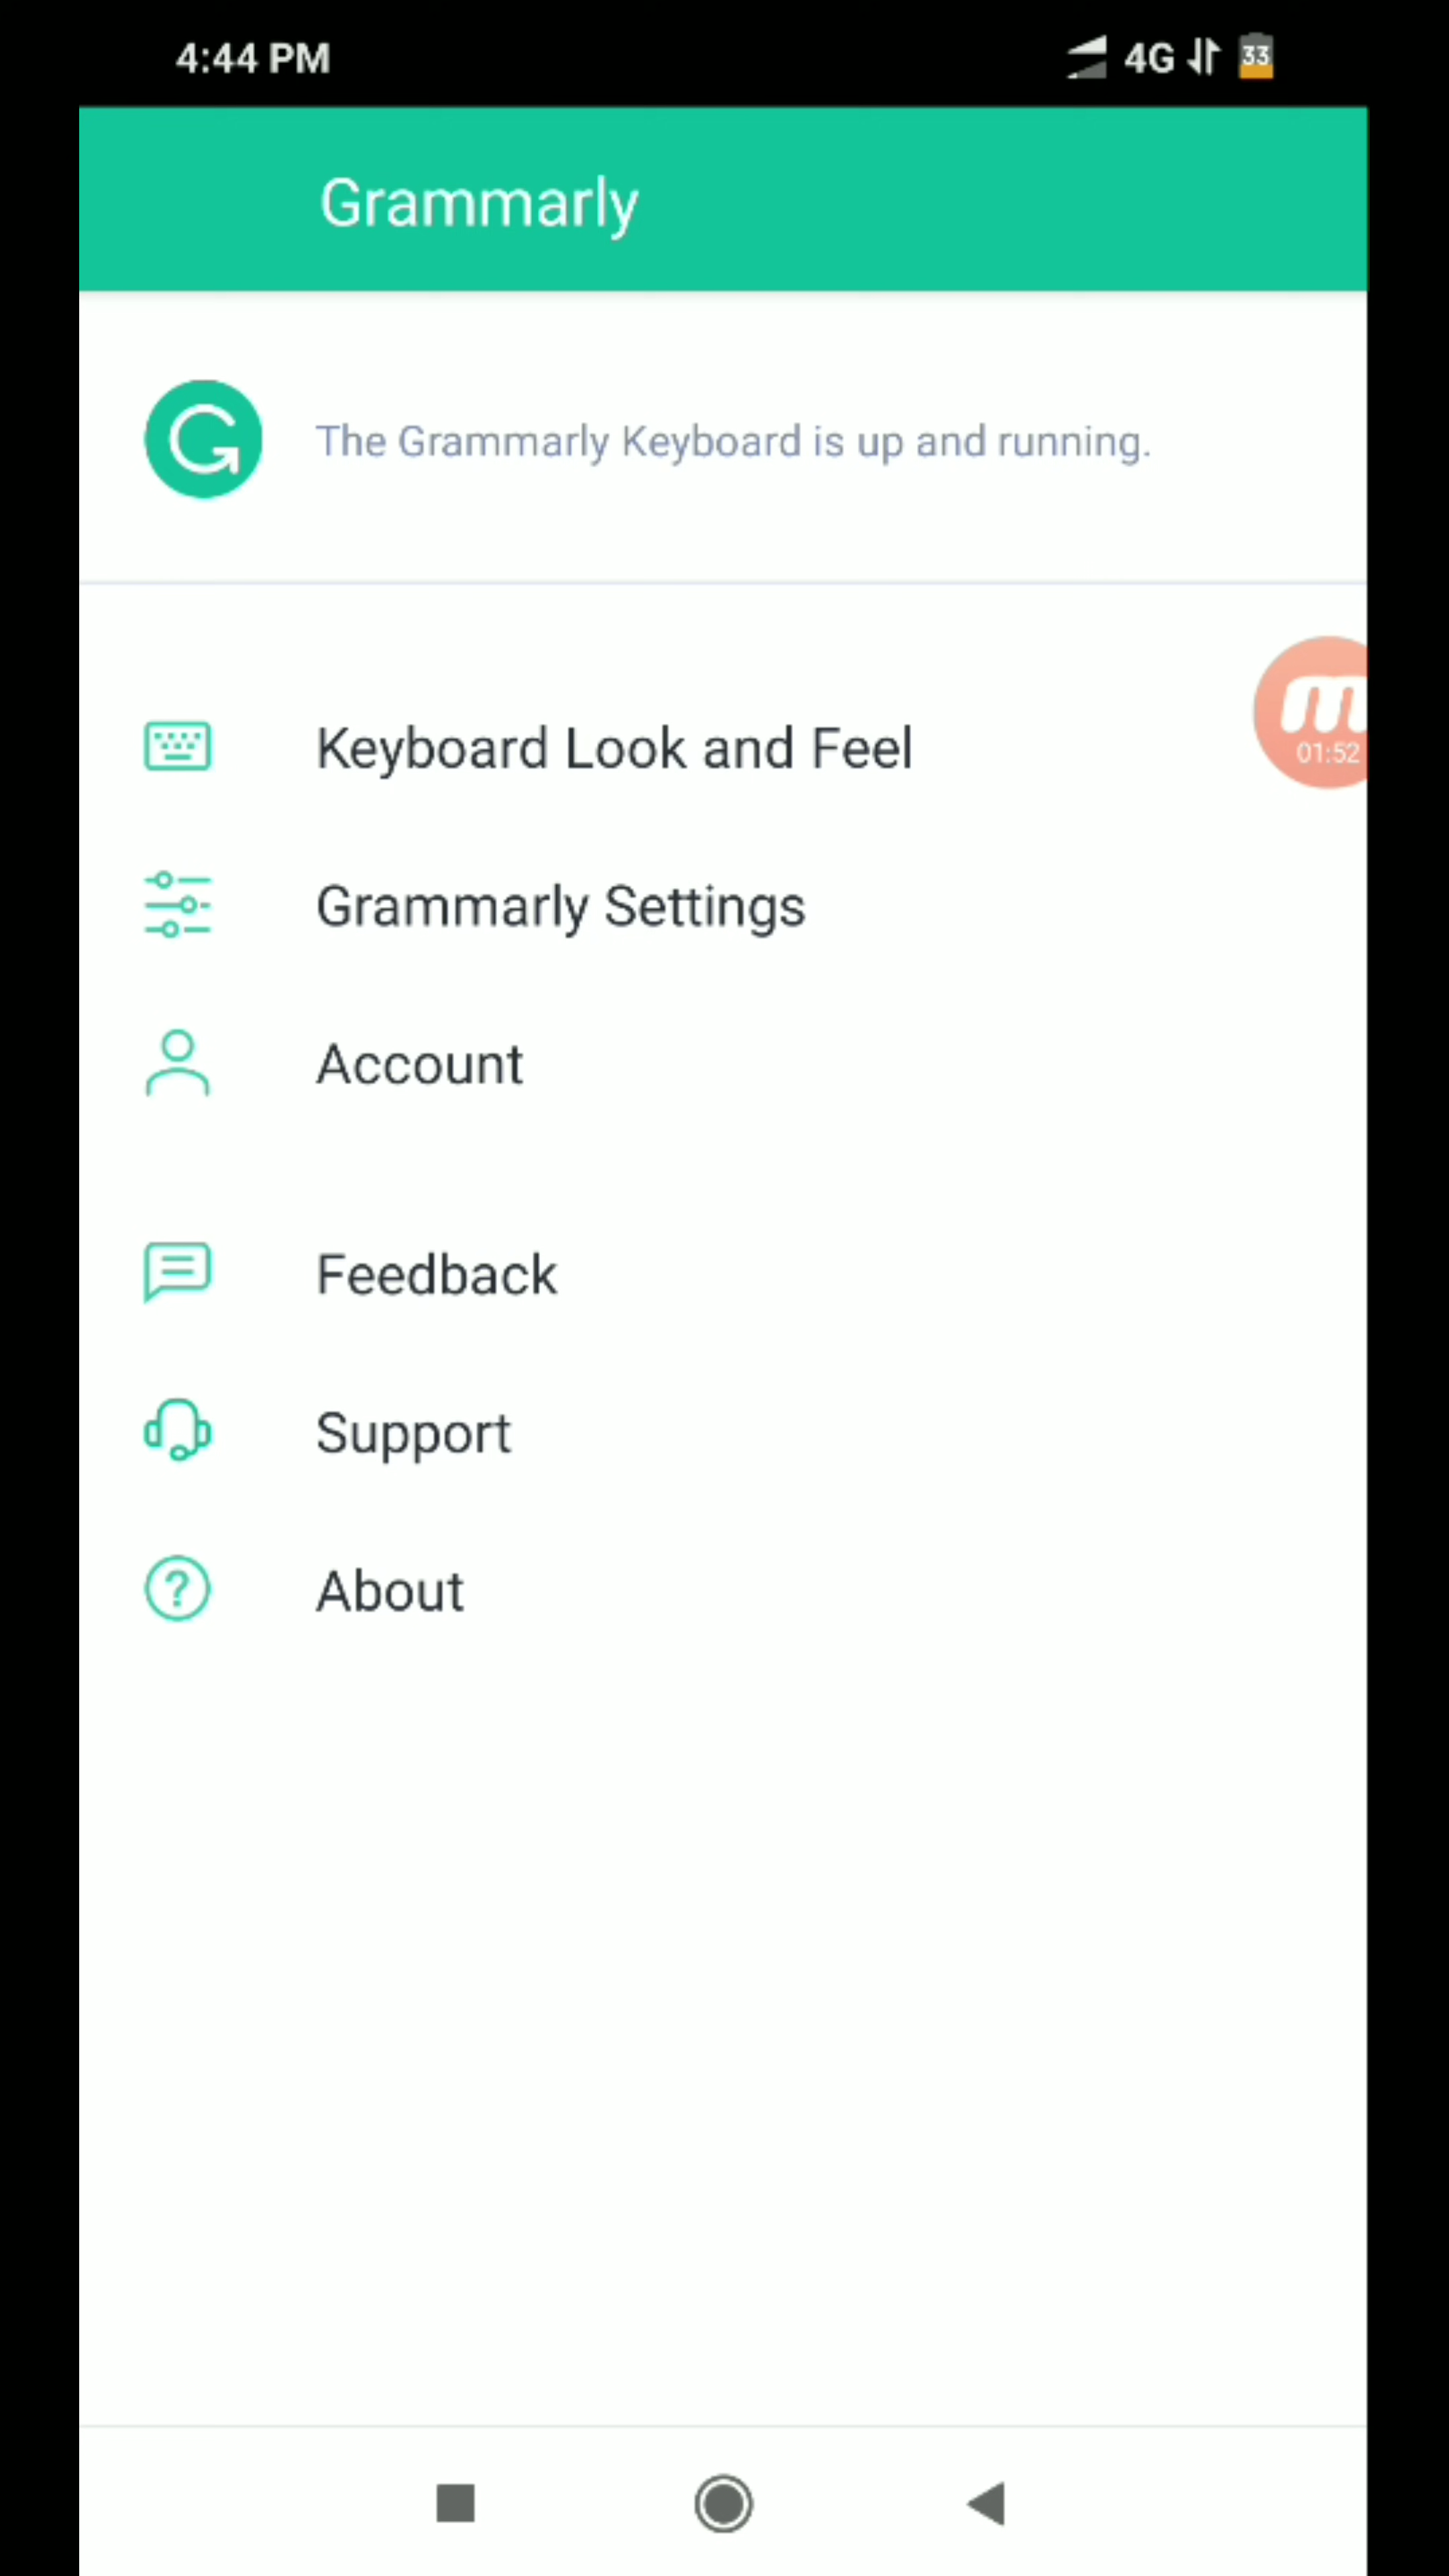 4:44 PM 4G 33
Grammarly
The Grammarly Keyboard is up and running.
Keyboard Look and Feel
01:52
Grammarly Settings
Account
Feedback
Support
About